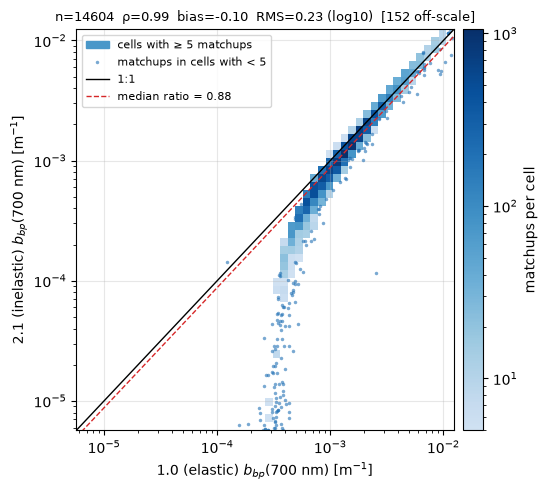 n=14604 ρ=0.99 bias=-0.10 RMS=0.23 (log10) [152 off-scale]
cells with ≥ 5 matchups
matchups in cells with < 5
1:1
median ratio = 0.88
10⁻²
10⁻³
10⁻⁴
10⁻⁵
2.1 (inelastic) b_bp(700 nm) [m⁻¹]
10⁻⁵ 10⁻⁴ 10⁻³ 10⁻²
1.0 (elastic) b_bp(700 nm) [m⁻¹]
10³
10²
10¹
matchups per cell